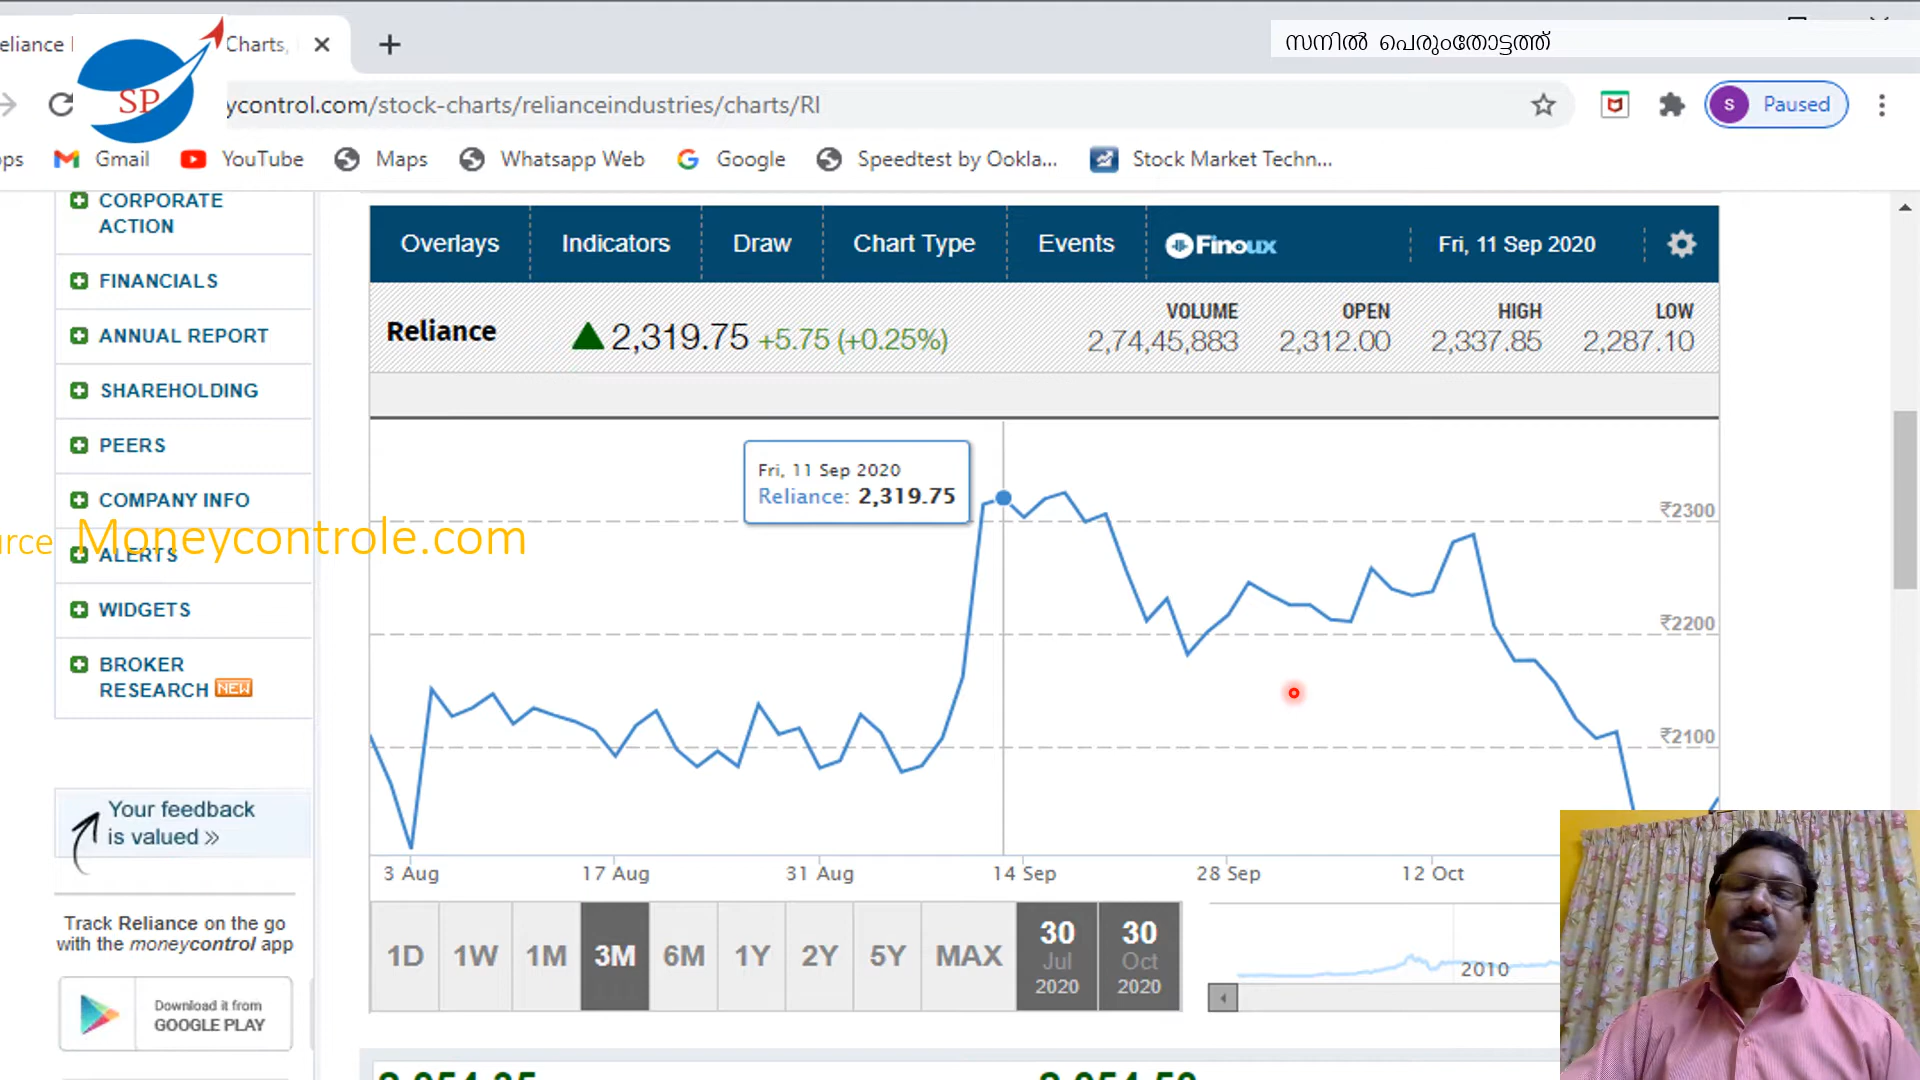 eliance
Charts,
സനിൽ പെരുംതോട്ടത്ത്
SP
ycontrol.com/stock-charts/relianceindustries/charts/RI
S
Paused
ps
Gmail
YouTube
Maps
Whatsapp Web
Google
Speedtest by Ookla...
Stock Market Techn...
CORPORATE
ACTION
FINANCIALS
ANNUAL REPORT
SHAREHOLDING
PEERS
COMPANY INFO
ALERTS
WIDGETS
BROKER
RESEARCH NEW
urce Moneycontrole.com
Your feedback
is valued »
Track Reliance on the go
with the moneycontrol app
Download it from
GOOGLE PLAY
Overlays
Indicators
Draw
Chart Type
Events
Finoux
Fri, 11 Sep 2020
Reliance
2,319.75 +5.75 (+0.25%)
VOLUME OPEN HIGH LOW
2,74,45,883 2,312.00 2,337.85 2,287.10
Fri, 11 Sep 2020
Reliance: 2,319.75
₹2300
₹2200
₹2100
3 Aug 17 Aug 31 Aug 14 Sep 28 Sep 12 Oct
1D 1W 1M 3M 6M 1Y 2Y 5Y MAX
30 Jul 2020
30 Oct 2020
2010